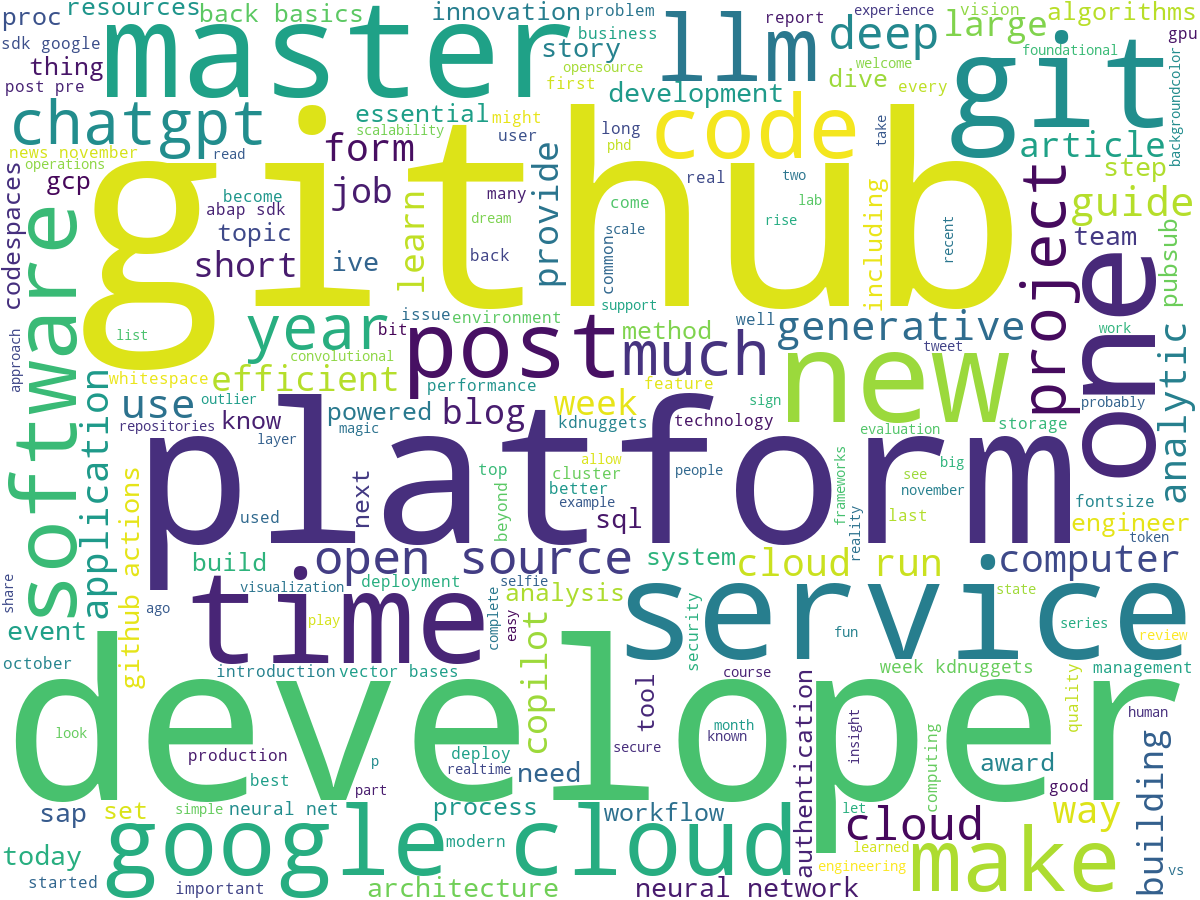 proc
resources
back basics
innovation
problem
report
experience
vision
algorithms
sdk google
master
story
business
llm
deep
large
foundational
gpu
thing
post pre
opensource
welcome
git
chatgpt
essential
first
development
dive
every
might
code
scalability
user
long
phd
take
article
backgroundcolor
news november
operations
read
form
github
codespaces
gcp
become
abap sdk
job
many
real
two
step
learn
provide
including
project
guide
topic
dream
come
lab
rise
team
short
ive
back
common
scale
recent
pubsub
software
support
one
list
year
issue
environment
bit
post
method
well
generative
work
approach
convolutional
much
tweet
new
analytic
whitespace
efficient
performance
feature
outlier
use
powered
blog
week
sign
probably
repositories
know
magic
kdnuggets
technology
evaluation
storage
layer
platform
application
github actions
next
top
allow
people
see
big
beyond
cluster
better
frameworks
november
fontsize
used
example
sql
last
engineer
reality
token
build
open source
system
cloud run
computer
share
visualization
deployment
selfie
analysis
service
state
ago
time
complete
easy
security
play
fun
series
review
event
october
introduction
vector bases
copilot
course
week kdnuggets
management
developer
tool
authentication
quality
look
month
known
insight
human
production
deploy
secure
computing
award
best
p
realtime
need
part
good
building
sap
set
simple
neural net
process
workflow
let
cloud
way
google cloud
modern
learned
make
today
engineering
started
important
architecture
neural network
vs